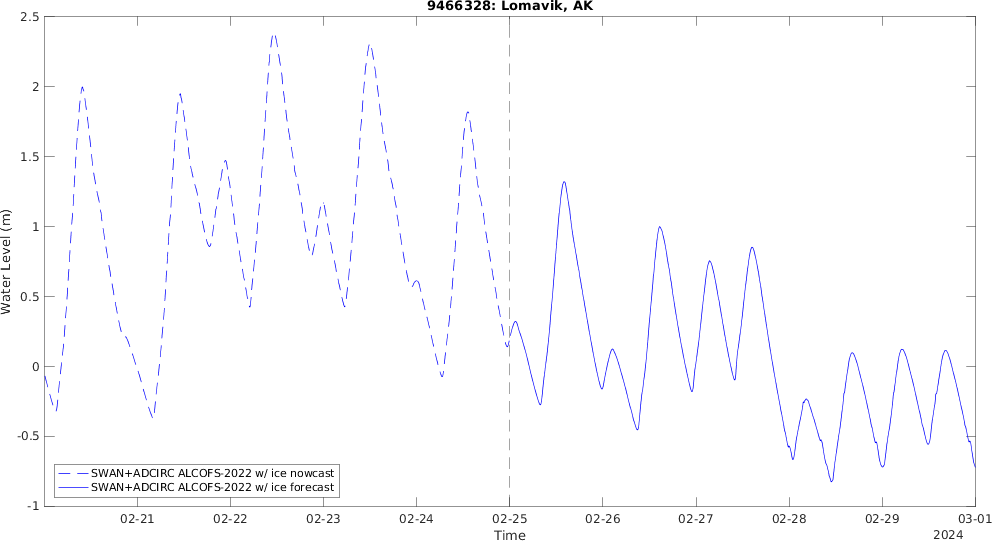 9466328: Lomavik, AK
2.5
2
1.5
1
0.5
0
-0.5
-1
Water Level (m)
SWAN+ADCIRC ALCOFS-2022 w/ ice nowcast
SWAN+ADCIRC ALCOFS-2022 w/ ice forecast
02-21 02-22 02-23 02-24 02-25 02-26 02-27 02-28 02-29 03-01
Time
2024